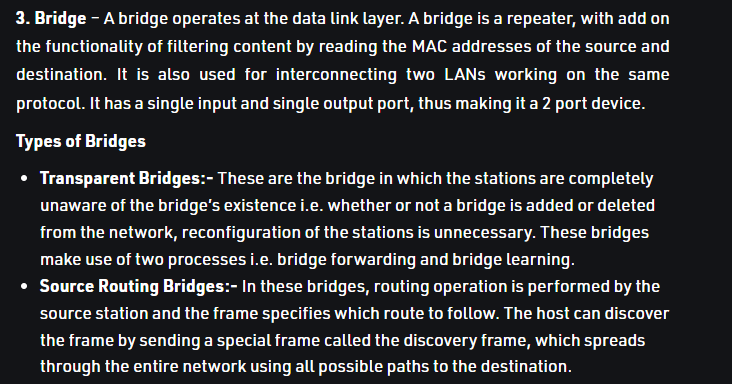 3. Bridge – A bridge operates at the data link layer. A bridge is a repeater, with add on
the functionality of filtering content by reading the MAC addresses of the source and
destination. It is also used for interconnecting two LANs working on the same
protocol. It has a single input and single output port, thus making it a 2 port device.
Types of Bridges
• Transparent Bridges:- These are the bridge in which the stations are completely
unaware of the bridge's existence i.e. whether or not a bridge is added or deleted
from the network, reconfiguration of the stations is unnecessary. These bridges
make use of two processes i.e. bridge forwarding and bridge learning.
• Source Routing Bridges:- In these bridges, routing operation is performed by the
source station and the frame specifies which route to follow. The host can discover
the frame by sending a special frame called the discovery frame, which spreads
through the entire network using all possible paths to the destination.